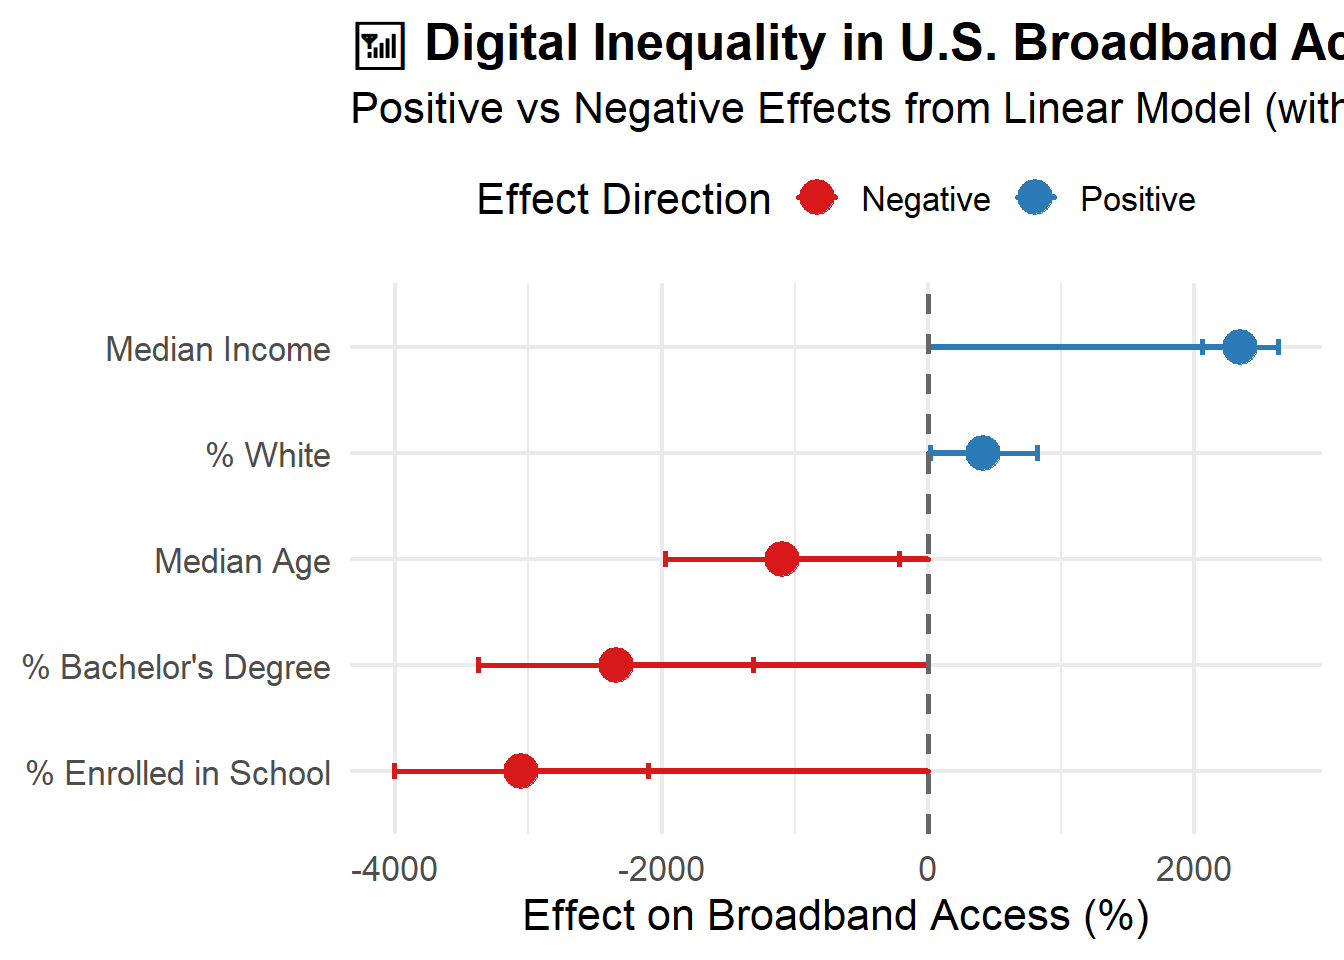 📶 Digital Inequality in U.S. Broadband Ac
Positive vs Negative Effects from Linear Model (with
Effect Direction Negative Positive
Median Income
% White
Median Age
% Bachelor's Degree
% Enrolled in School
-4000 -2000 0 2000
Effect on Broadband Access (%)